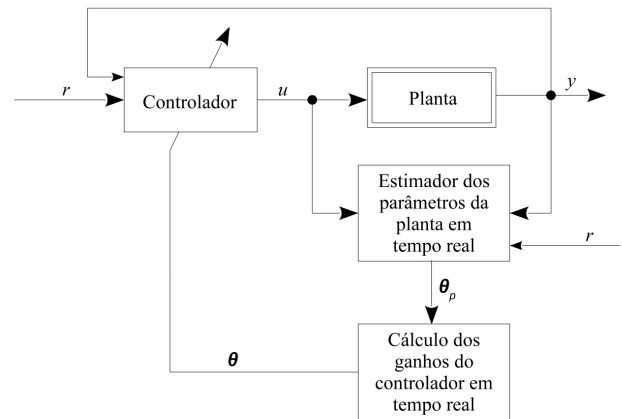 r
Controlador
u
Planta
y
Estimador dos
parâmetros da
planta em
tempo real
r
θp
θ
Cálculo dos
ganhos do
controlador em
tempo real